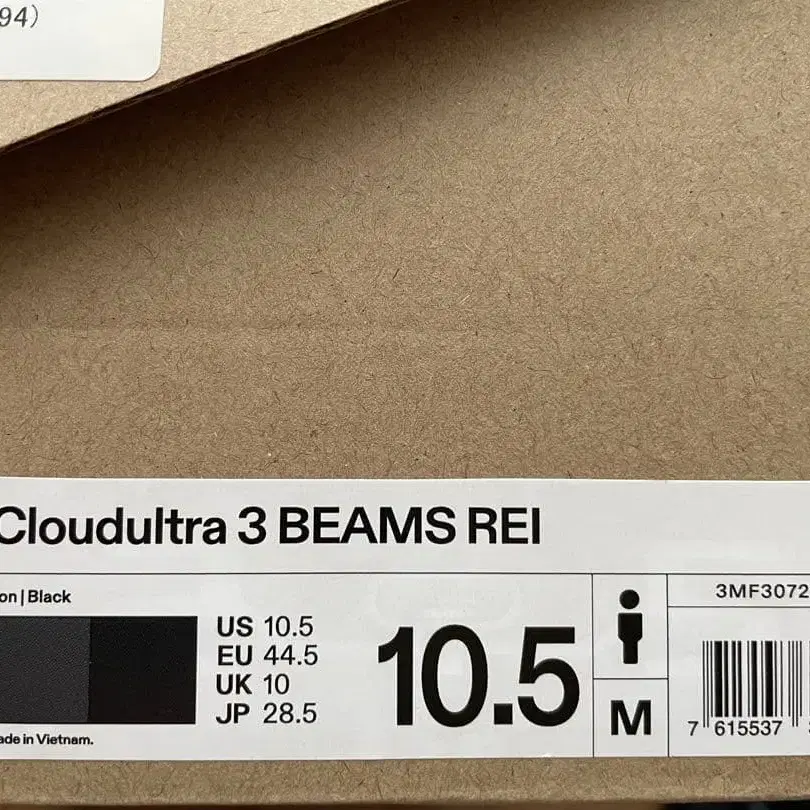 94)
Cloudultra 3 BEAMS REI
on | Black
US 10.5
EU 44.5
UK 10
JP 28.5
10.5
M
3MF3072
7 615537
ade in Vietnam.